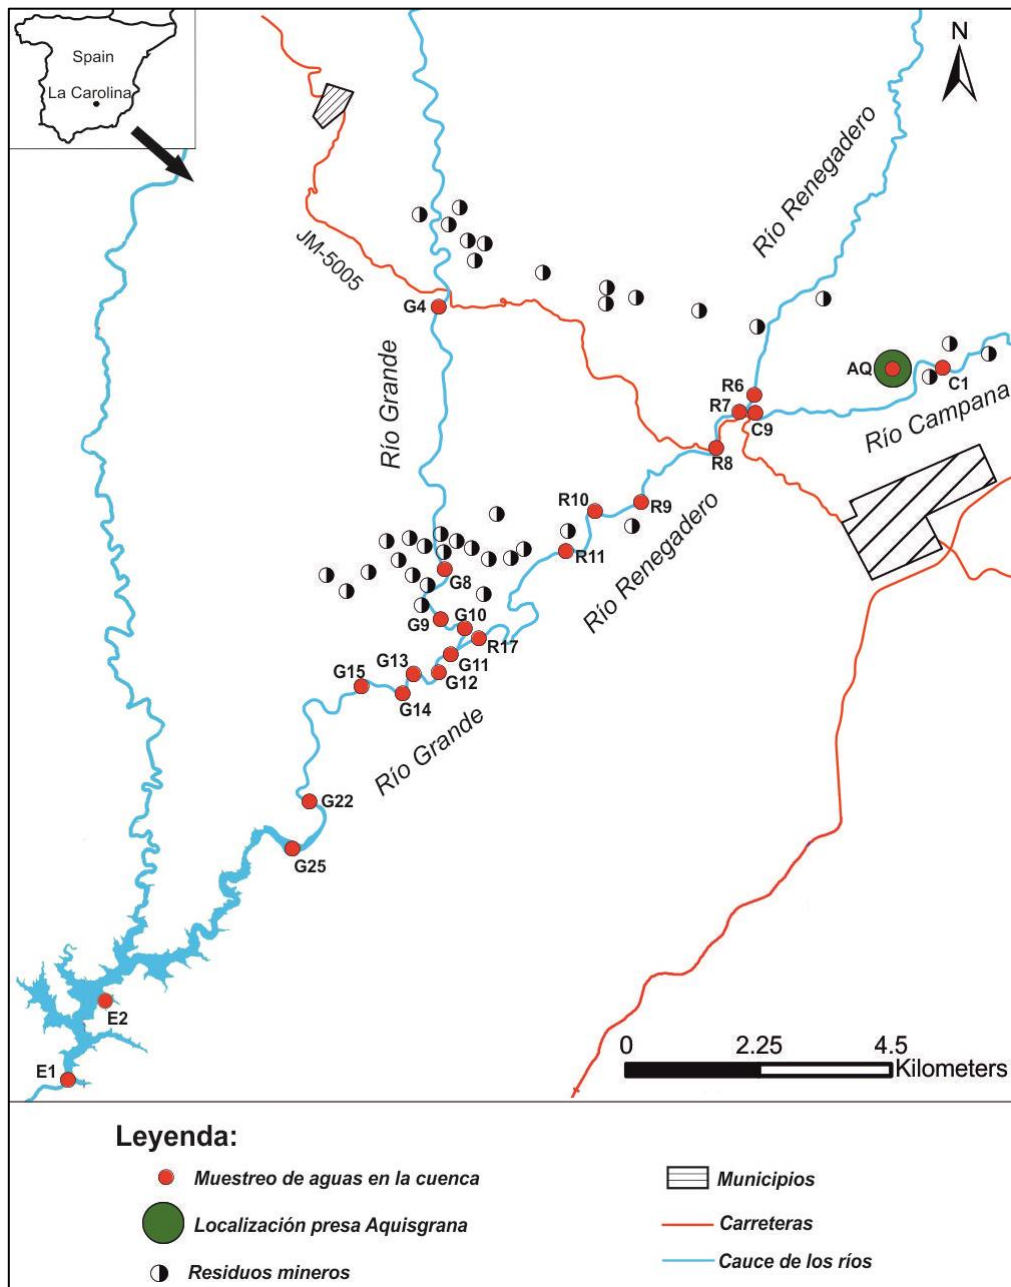 Spain
La Carolina
N
Río Renegadero
JM-5005
G4
Río Grande
AQ
C1
R6
R7
C9
Río Campana
R8
R10
R9
R11
Río Renegadero
G8
G9
G10
R17
G11
G13
G12
G15
G14
Río Grande
G22
G25
E2
E1
0 2.25 4.5
Kilometers
Leyenda:
Muestreo de aguas en la cuenca
Municipios
Localización presa Aquisgrana
Carreteras
Residuos mineros
Cauce de los ríos